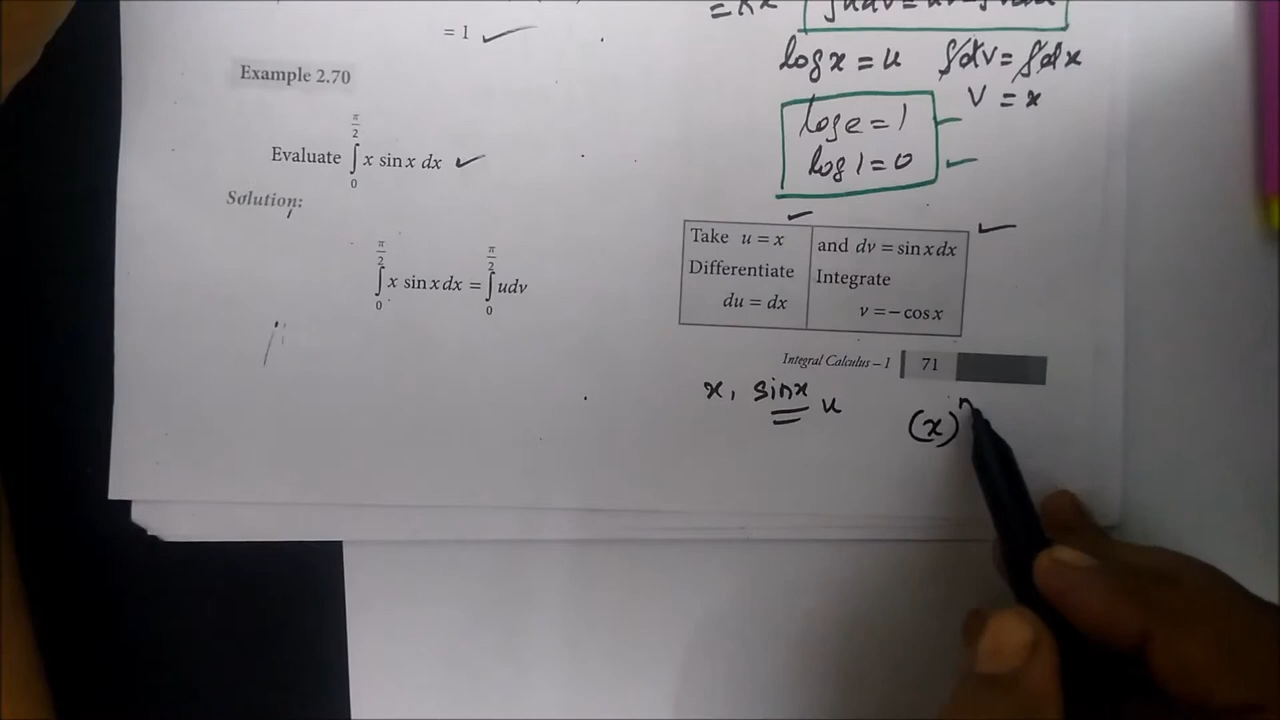 = 1
Example 2.70
Evaluate ∫₀^{π/2} x sin x dx
Solution:
∫₀^{π/2} x sin x dx = ∫₀^{π/2} udv
log x = u ∫dv = ∫dx
V = x
log e = 1
log 1 = 0
Take u = x and dv = sin x dx
Differentiate Integrate
du = dx v = − cos x
Integral Calculus – 1 71
x, sin x u (x)ⁿ